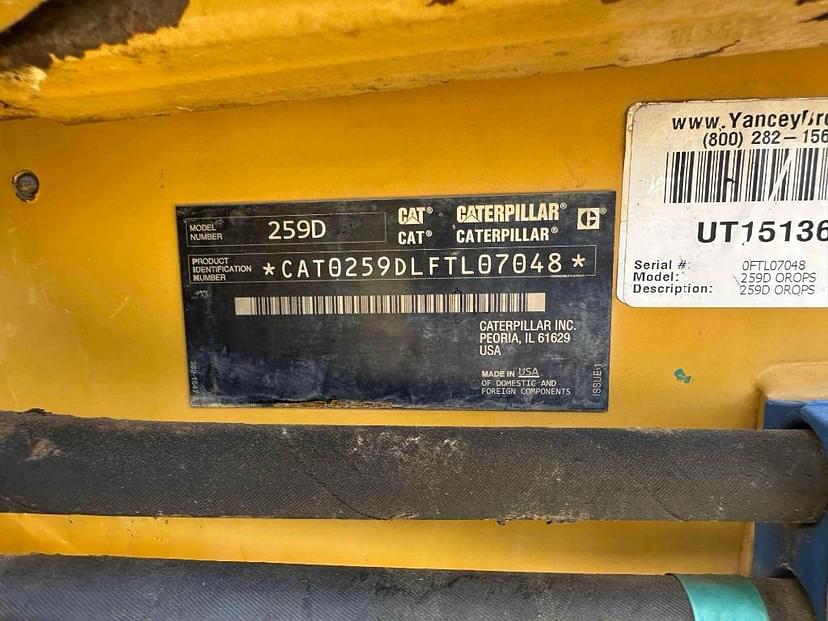 MODEL NUMBER 259D
CAT® CATERPILLAR® C
CAT® CATERPILLAR®
PRODUCT IDENTIFICATION NUMBER *CAT0259DLFTL07048*
CATERPILLAR INC.
PEORIA, IL 61629
USA
MADE IN USA
OF DOMESTIC AND
FOREIGN COMPONENTS
ISSUE 1
www.YanceyBro
(800) 282-156
UT15136
Serial #: 0FTL07048
Model: 259D OROPS
Description: 259D OROPS